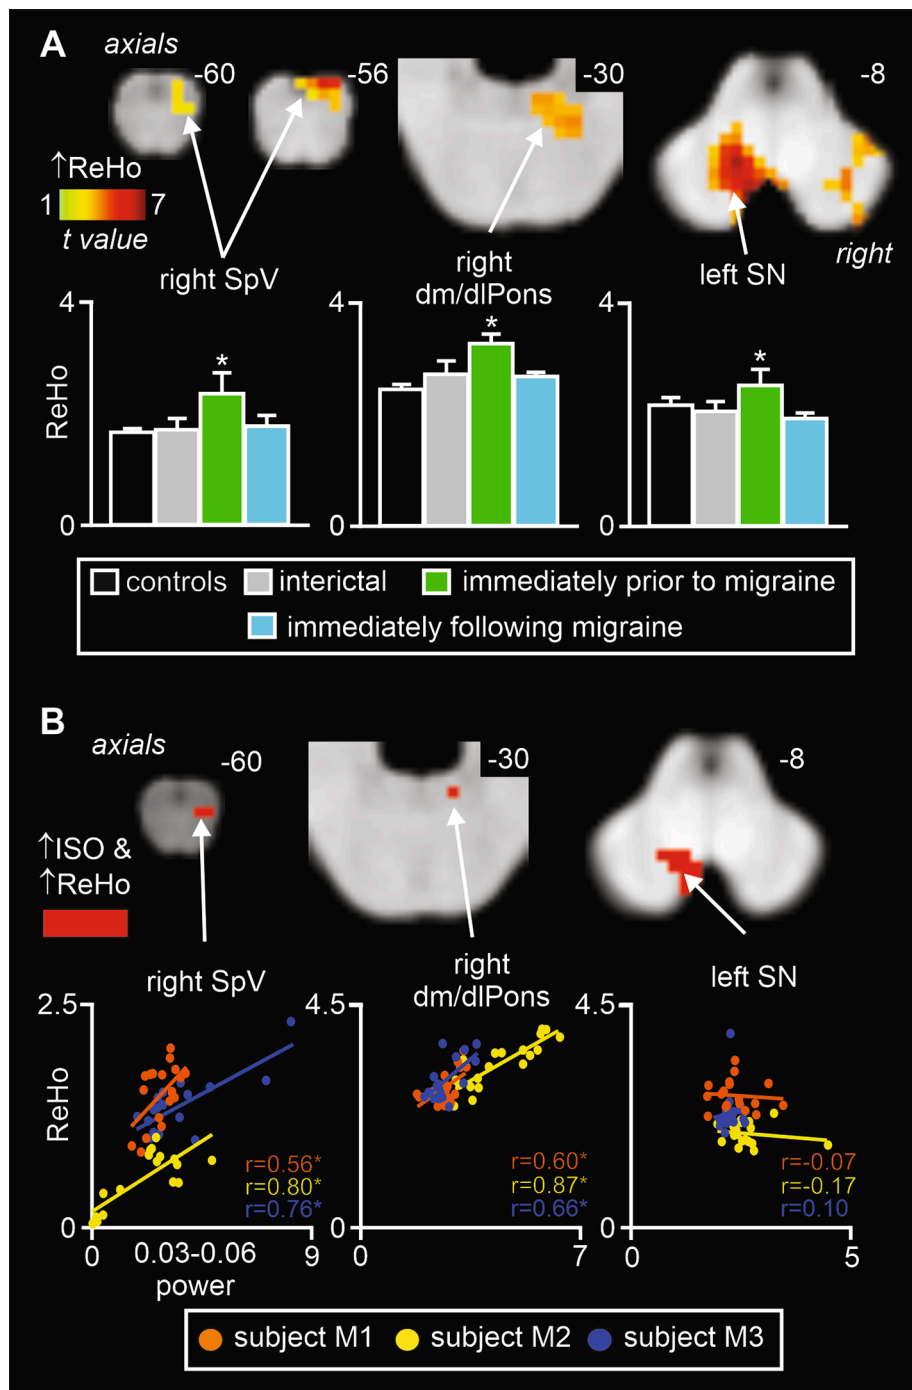 A
axials
-60
-56
-30
-8
↑ReHo
1 7
t value
right SpV
right
dm/dlPons
left SN
right
4
4
4
*
*
*
ReHo
0
0
0
controls interictal immediately prior to migraine
immediately following migraine
B
axials
-60
-30
-8
↑ISO &
↑ReHo
right SpV
right
dm/dlPons
left SN
2.5
4.5
4.5
ReHo
r=0.56*
r=0.80*
r=0.76*
r=0.60*
r=0.87*
r=0.66*
r=-0.07
r=-0.17
r=0.10
0
0
0
0 9
0 7
0 5
0.03-0.06
power
subject M1 subject M2 subject M3